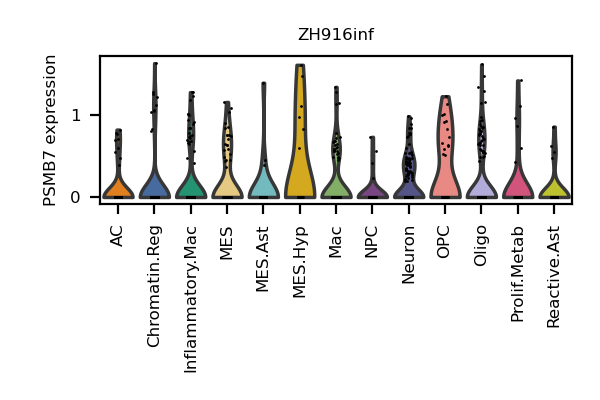 ZH916inf
PSMB7 expression
1
0
AC
Chromatin.Reg
Inflammatory.Mac
MES
MES.Ast
MES.Hyp
Mac
NPC
Neuron
OPC
Oligo
Prolif.Metab
Reactive.Ast